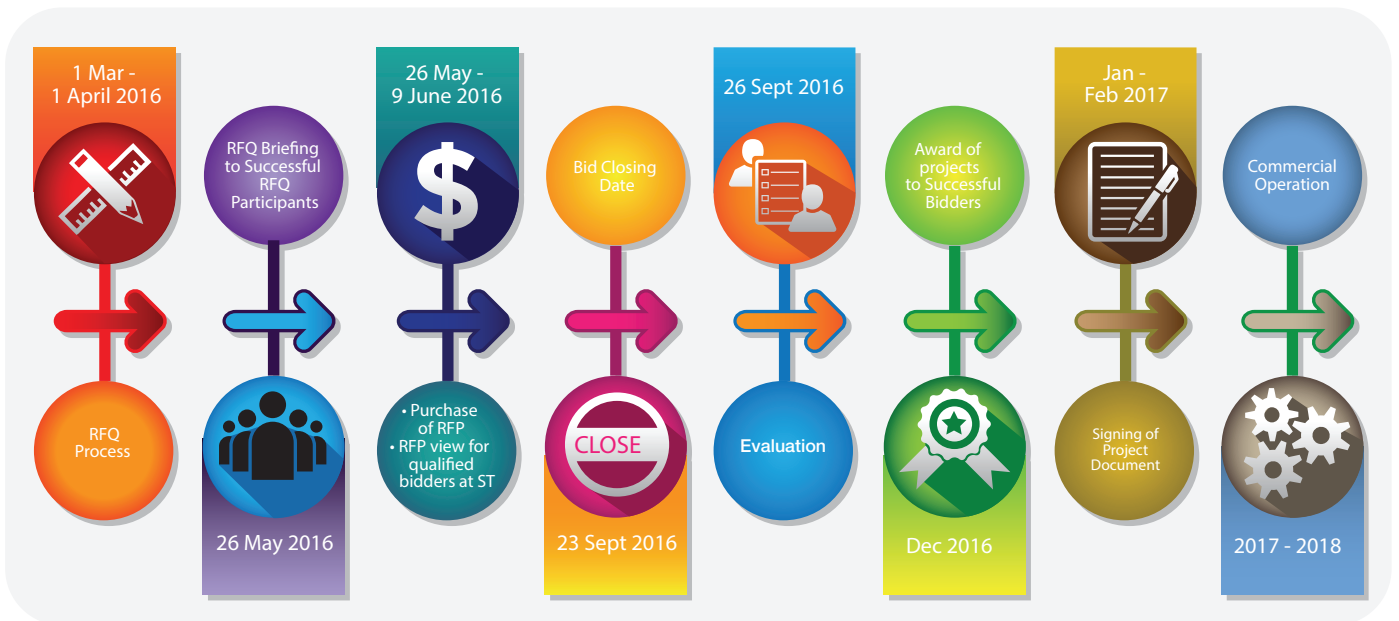 1 Mar -
1 April 2016
RFQ
Process
RFQ Briefing
to Successful
RFQ
Participants
26 May 2016
26 May -
9 June 2016
• Purchase
of RFP
• RFP view for
qualified
bidders at ST
Bid Closing
Date
CLOSE
23 Sept 2016
26 Sept 2016
Evaluation
Award of
projects
to Successful
Bidders
Dec 2016
Jan -
Feb 2017
Signing of
Project
Document
Commercial
Operation
2017 - 2018